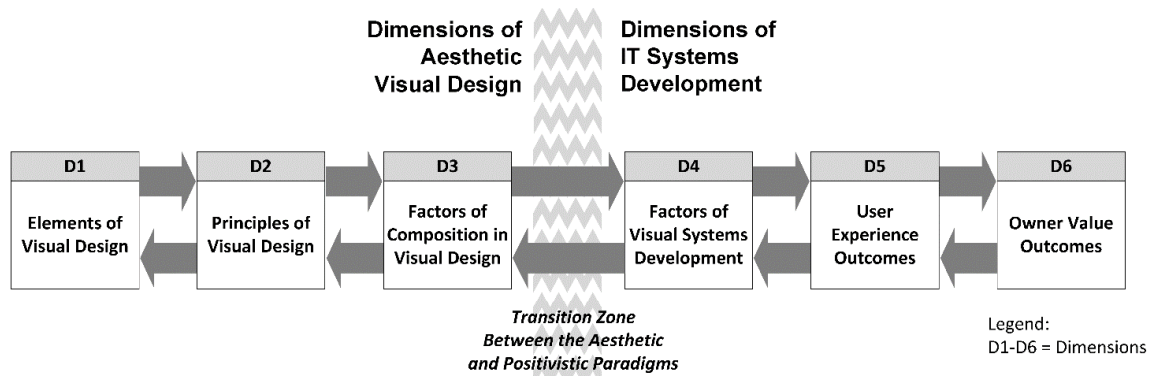 Dimensions of
Aesthetic
Visual Design
Dimensions of
IT Systems
Development
D1
Elements of
Visual Design
D2
Principles of
Visual Design
D3
Factors of
Composition in
Visual Design
D4
Factors of
Visual Systems
Development
D5
User
Experience
Outcomes
D6
Owner Value
Outcomes
Transition Zone
Between the Aesthetic
and Positivistic Paradigms
Legend:
D1-D6 = Dimensions